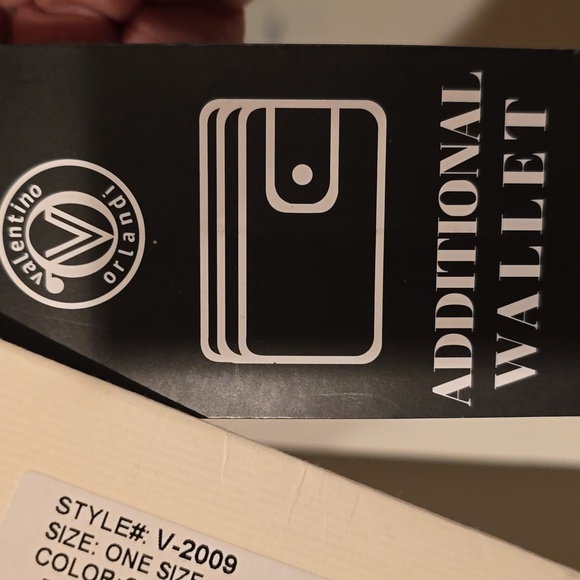 valentino
orlandi
V
ADDITIONAL
WALLET
STYLE#: V-2009
SIZE: ONE SIZE